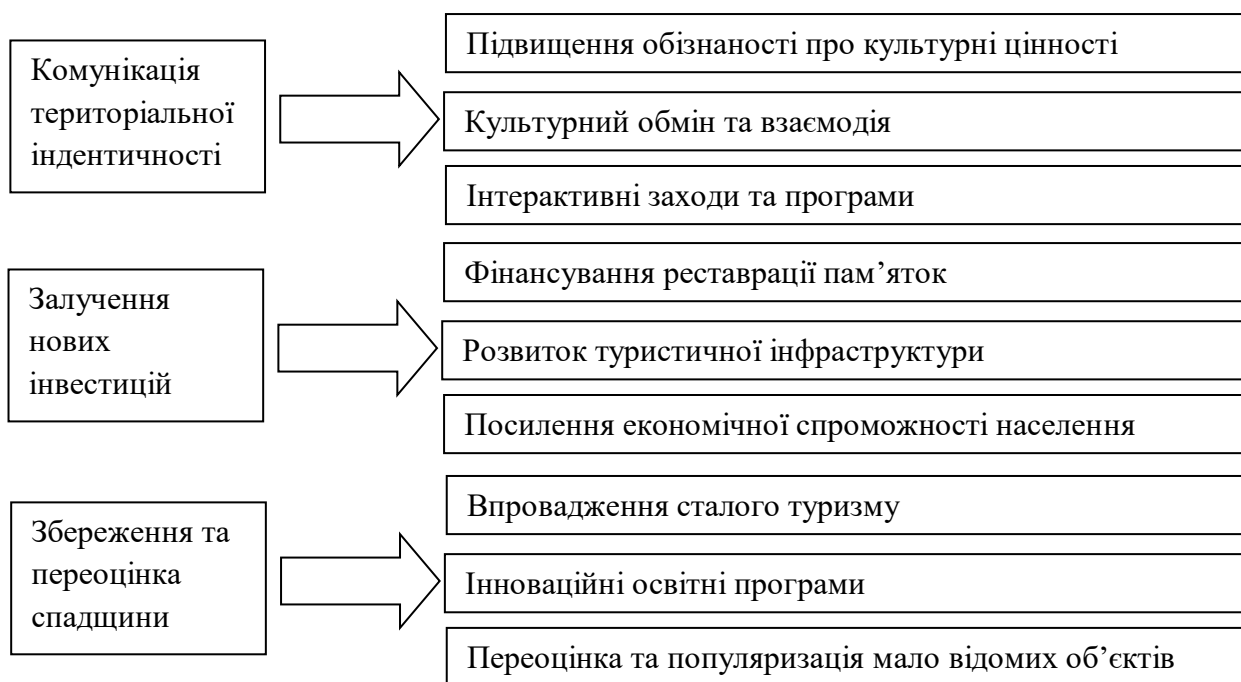 Комунікація
територіальної
індентичності
Підвищення обізнаності про культурні цінності
Культурний обмін та взаємодія
Інтерактивні заходи та програми
Залучення
нових
інвестицій
Фінансування реставрації пам’яток
Розвиток туристичної інфраструктури
Посилення економічної спроможності населення
Збереження та
переоцінка
спадщини
Впровадження сталого туризму
Інноваційні освітні програми
Переоцінка та популяризація мало відомих об’єктів